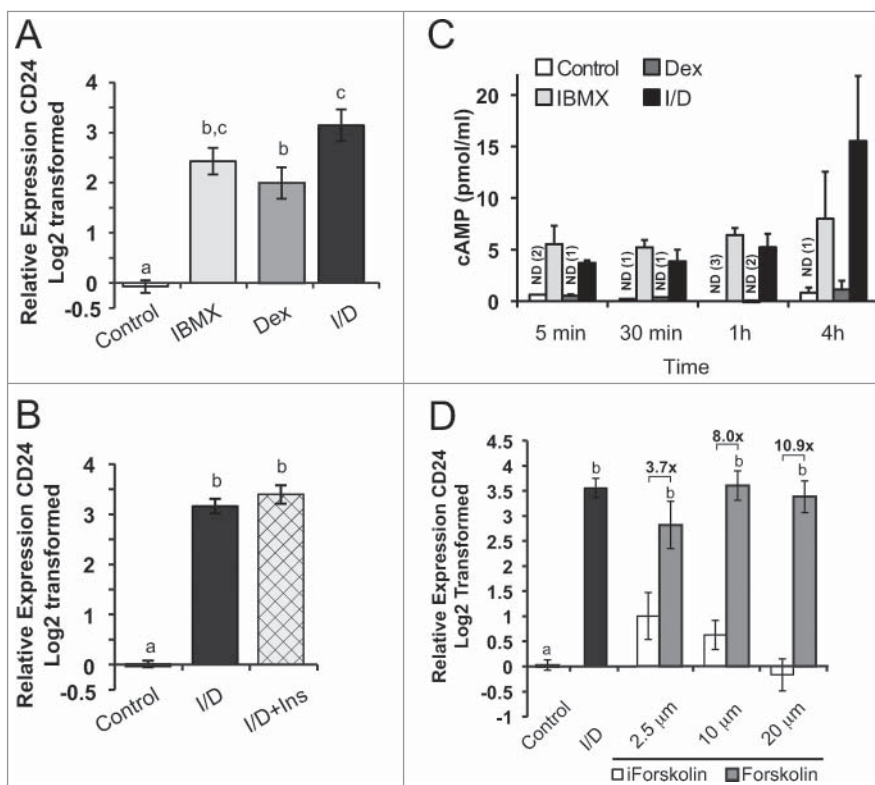 A
Relative Expression CD24
Log2 transformed
4
3
2
1
0
-0.5
a
b,c
b
c
Control
IBMX
Dex
I/D
B
Relative Expression CD24
Log2 transformed
4
3
2
1
0
-0.5
a
b
b
Control
I/D
I/D+Ins
C
Control
Dex
IBMX
I/D
cAMP (pmol/ml)
20
15
10
5
0
ND (2)
ND (1)
ND (1)
ND (1)
ND (3)
ND (2)
ND (1)
5 min
30 min
1h
4h
Time
D
Relative Expression CD24
Log2 Transformed
4.5
4
3.5
3
2.5
2
1.5
1
0.5
0
-0.5
-1
a
b
3.7x
b
8.0x
b
10.9x
b
Control
I/D
2.5 µm
10 µm
20 µm
iForskolin
Forskolin